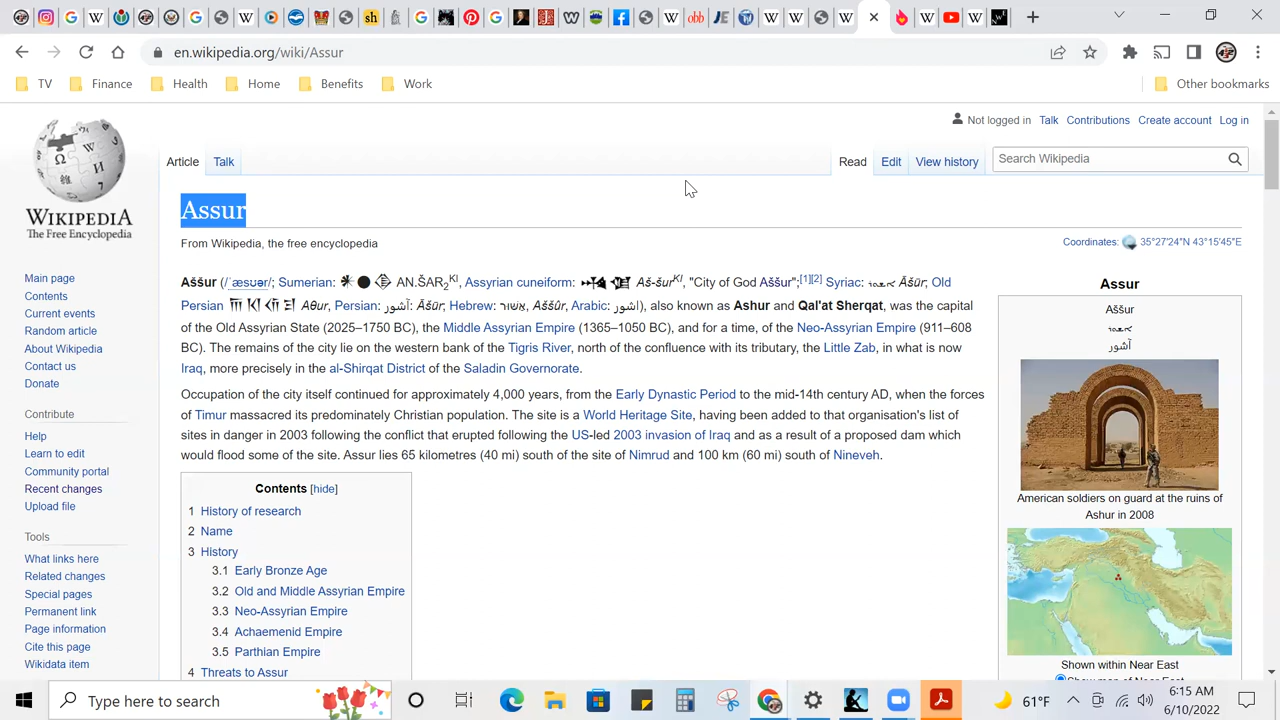 en.wikipedia.org/wiki/Assur
TV Finance Health Home Benefits Work Other bookmarks
Not logged in Talk Contributions Create account Log in
Article Talk Read Edit View history Search Wikipedia
WIKIPEDIA
The Free Encyclopedia
Assur
From Wikipedia, the free encyclopedia
Coordinates: 35°27′24″N 43°15′45″E
Aššur (/ˈæsʊər/; Sumerian: AN.ŠAR₂ᴷᴵ, Assyrian cuneiform: Aš-šurᴷᴵ, "City of God Aššur";[1][2] Syriac: Āšūr; Old
Persian Aθur, Persian: آشور: Āšūr; Hebrew: אַשּׁוּר, Aššûr, Arabic: اشور), also known as Ashur and Qal'at Sherqat, was the capital
of the Old Assyrian State (2025–1750 BC), the Middle Assyrian Empire (1365–1050 BC), and for a time, of the Neo-Assyrian Empire (911–608
BC). The remains of the city lie on the western bank of the Tigris River, north of the confluence with its tributary, the Little Zab, in what is now
Iraq, more precisely in the al-Shirqat District of the Saladin Governorate.
Occupation of the city itself continued for approximately 4,000 years, from the Early Dynastic Period to the mid-14th century AD, when the forces
of Timur massacred its predominately Christian population. The site is a World Heritage Site, having been added to that organisation's list of
sites in danger in 2003 following the conflict that erupted following the US-led 2003 invasion of Iraq and as a result of a proposed dam which
would flood some of the site. Assur lies 65 kilometres (40 mi) south of the site of Nimrud and 100 km (60 mi) south of Nineveh.
Contents [hide]
1 History of research
2 Name
3 History
3.1 Early Bronze Age
3.2 Old and Middle Assyrian Empire
3.3 Neo-Assyrian Empire
3.4 Achaemenid Empire
3.5 Parthian Empire
4 Threats to Assur
Aššur
Aššur
آشور
American soldiers on guard at the ruins of
Ashur in 2008
Shown within Near East
Main page
Contents
Current events
Random article
About Wikipedia
Contact us
Donate
Contribute
Help
Learn to edit
Community portal
Recent changes
Upload file
Tools
What links here
Related changes
Special pages
Permanent link
Page information
Cite this page
Wikidata item
Type here to search
61°F
6:15 AM
6/10/2022